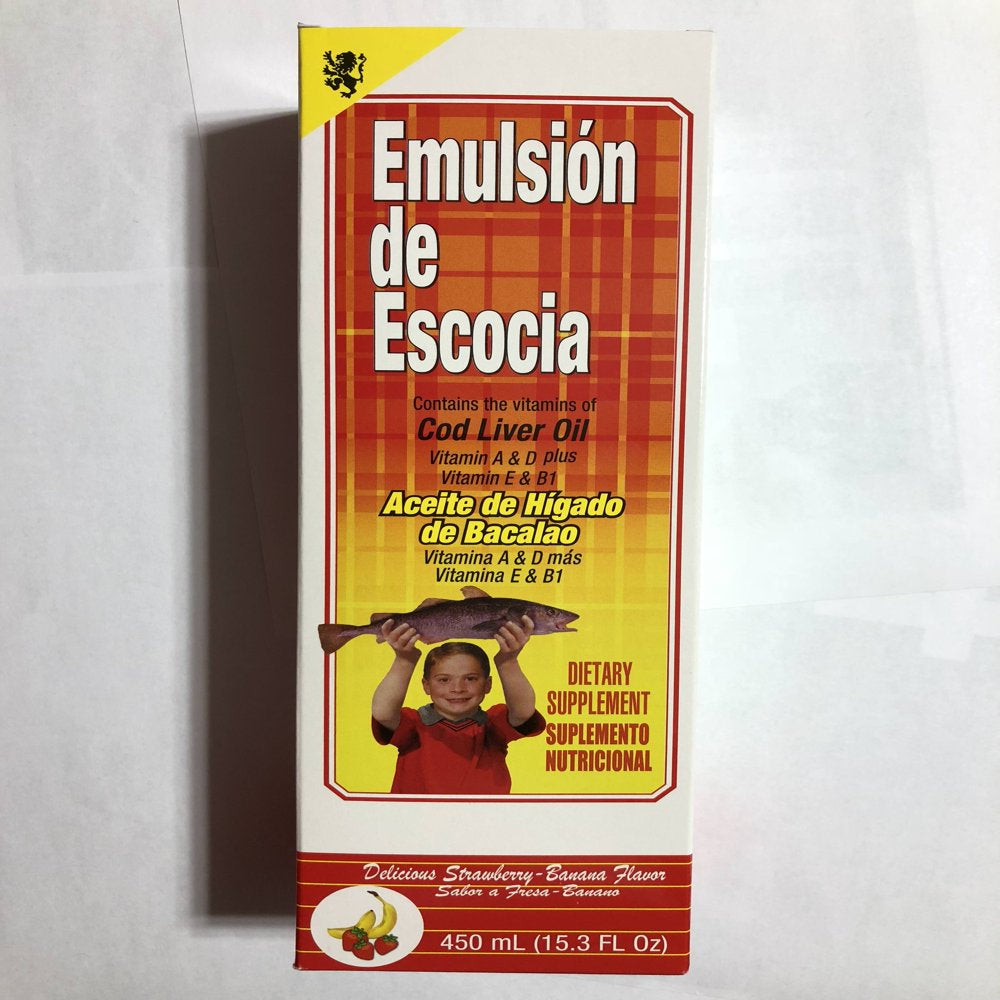 Emulsión
de
Escocia
Contains the vitamins of
Cod Liver Oil
Vitamin A & D plus
Vitamin E & B1
Aceite de Hígado
de Bacalao
Vitamina A & D más
Vitamina E & B1
DIETARY
SUPPLEMENT
SUPLEMENTO
NUTRICIONAL
Delicious Strawberry-Banana Flavor
Sabor a Fresa-Banano
450 mL (15.3 FL Oz)